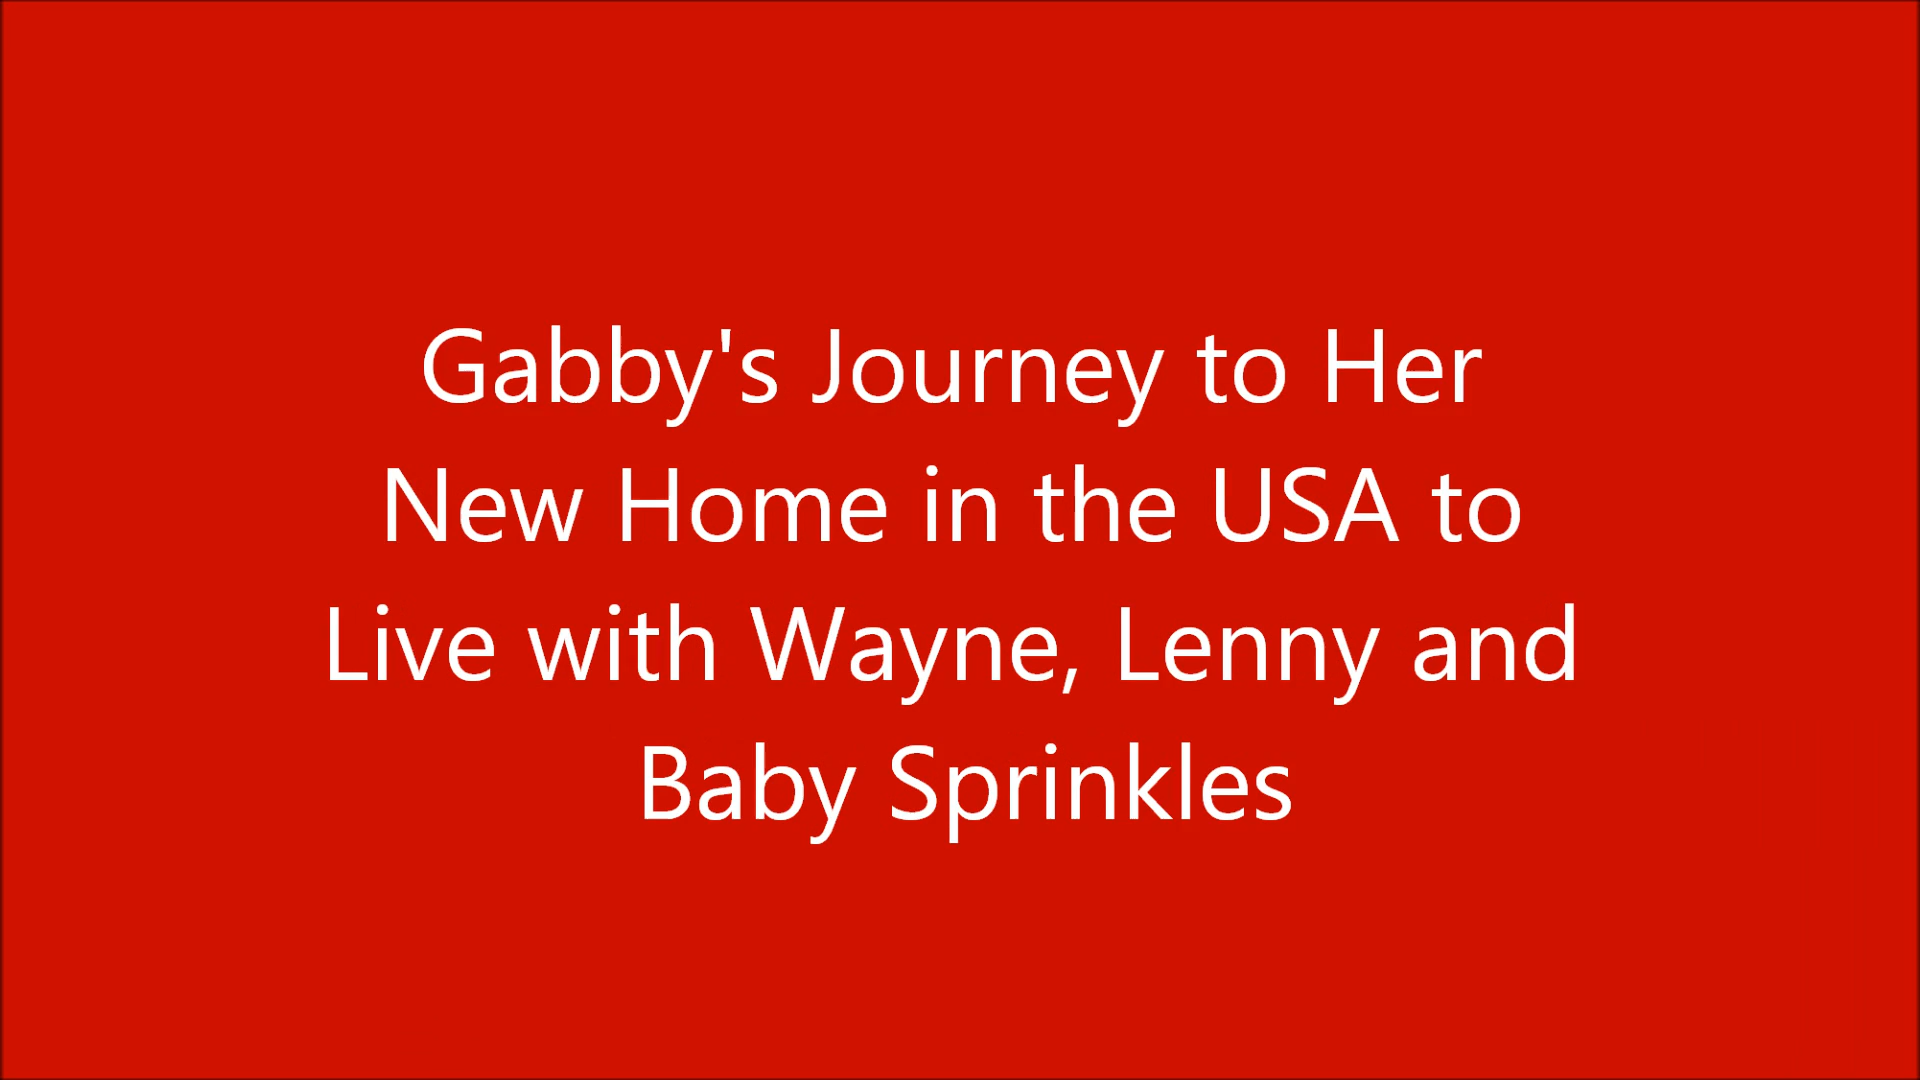 Gabby's Journey to Her
New Home in the USA to
Live with Wayne, Lenny and
Baby Sprinkles